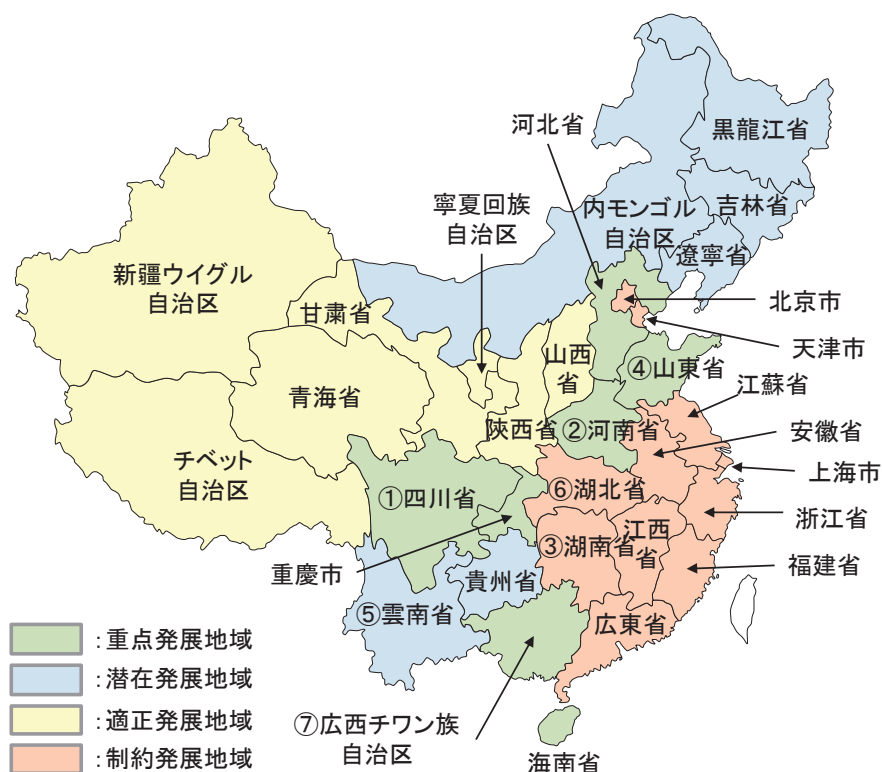 河北省
黒龍江省
寧夏回族
自治区
内モンゴル
自治区
吉林省
遼寧省
新疆ウイグル
自治区
甘粛省
北京市
天津市
山西
省
④山東省
青海省
江蘇省
陝西省
②河南省
安徽省
チベット
自治区
上海市
①四川省
⑥湖北省
浙江省
③湖南省
江西
省
重慶市
貴州省
福建省
⑤雲南省
広東省
:重点発展地域
:潜在発展地域
:適正発展地域
:制約発展地域
⑦広西チワン族
自治区
海南省